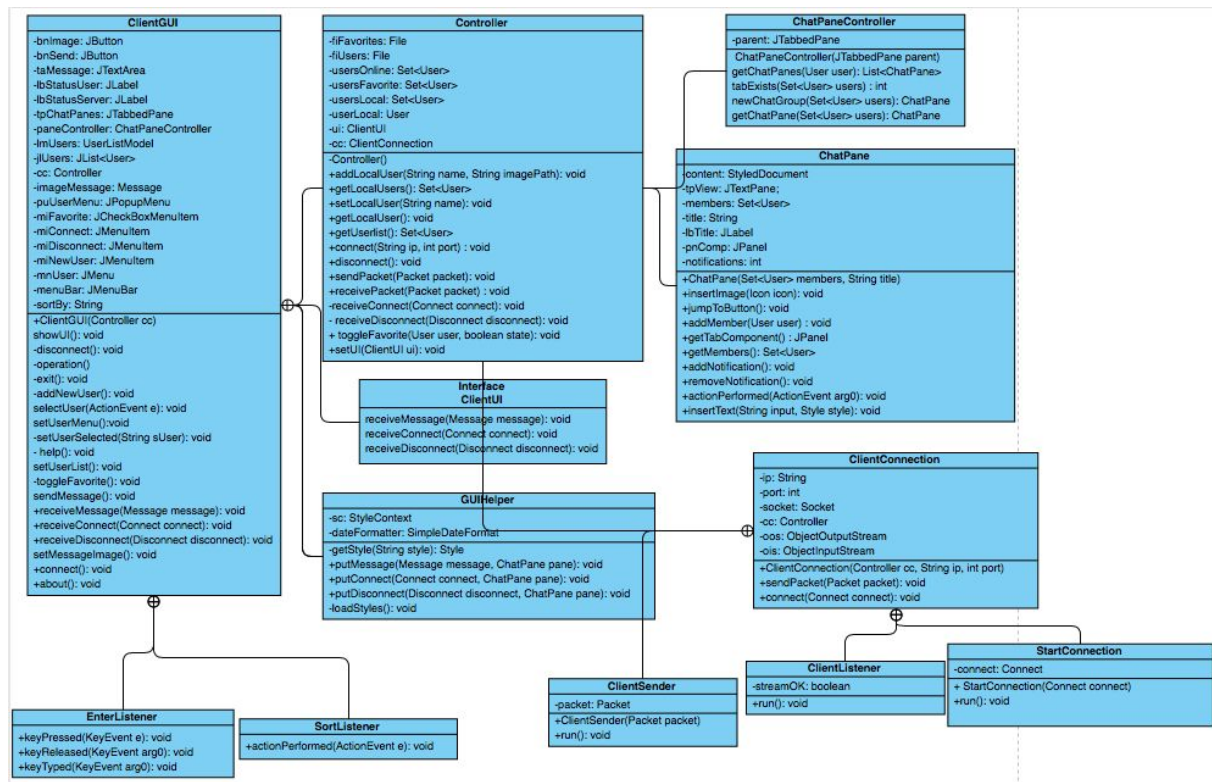 ClientGUI
-bnImage: JButton
-bnSend: JButton
-taMessage: JTextArea
-lbStatusUser: JLabel
-lbStatusServer: JLabel
-tpChatPanes: JTabbedPane
-paneController: ChatPaneController
-lmUsers: UserListModel
-jlUsers: JList<User>
-cc: Controller
-imageMessage: Message
-puUserMenu: JPopupMenu
-miFavorite: JCheckBoxMenuItem
-miConnect: JMenuItem
-miDisconnect: JMenuItem
-miNewUser: JMenuItem
-mnUser: JMenu
-menuBar: JMenuBar
-sortBy: String
+ClientGUI(Controller cc)
showUI(): void
-disconnect(): void
-operation()
-exit(): void
-addNewUser(): void
selectUser(ActionEvent e): void
setUserMenu():void
-setUserSelected(String sUser): void
- help(): void
setUserList(): void
-toggleFavorite(): void
sendMessage(): void
+receiveMessage(Message message): void
+receiveConnect(Connect connect): void
+receiveDisconnect(Disconnect disconnect): void
setMessageImage(): void
+connect(): void
+about(): void
Controller
-fiFavorites: File
-fiUsers: File
-usersOnline: Set<User>
-usersFavorite: Set<User>
-usersLocal: Set<User>
-userLocal: User
-ui: ClientUI
-cc: ClientConnection
-Controller()
+addLocalUser(String name, String imagePath): void
+getLocalUsers(): Set<User>
+setLocalUser(String name): void
+getLocalUser(): void
+getUserlist(): Set<User>
+connect(String ip, int port) : void
+disconnect(): void
+sendPacket(Packet packet): void
+receivePacket(Packet packet) : void
-receiveConnect(Connect connect): void
- receiveDisconnect(Disconnect disconnect): void
+ toggleFavorite(User user, boolean state): void
+setUI(ClientUI ui): void
ChatPaneController
-parent: JTabbedPane
ChatPaneController(JTabbedPane parent)
getChatPanes(User user): List<ChatPane>
tabExists(Set<User> users) : int
newChatGroup(Set<User> users): ChatPane
getChatPane(Set<User> users): ChatPane
ChatPane
-content: StyledDocument
-tpView: JTextPane;
-members: Set<User>
-title: String
-lbTitle: JLabel
-pnComp: JPanel
-notifications: int
+ChatPane(Set<User> members, String title)
+insertImage(Icon icon): void
+jumpToButton(): void
+addMember(User user) : void
+getTabComponent() : JPanel
+getMembers(): Set<User>
+addNotification(): void
+removeNotification(): void
+actionPerformed(ActionEvent arg0): void
+insertText(String input, Style style): void
Interface
ClientUI
receiveMessage(Message message): void
receiveConnect(Connect connect): void
receiveDisconnect(Disconnect disconnect): void
GUIHelper
-sc: StyleContext
-dateFormatter: SimpleDateFormat
-getStyle(String style): Style
+putMessage(Message message, ChatPane pane): void
+putConnect(Connect connect, ChatPane pane): void
+putDisconnect(Disconnect disconnect, ChatPane pane): void
-loadStyles(): void
ClientConnection
-ip: String
-port: int
-socket: Socket
-cc: Controller
-oos: ObjectOutputStream
-ois: ObjectInputStream
+ClientConnection(Controller cc, String ip, int port)
+sendPacket(Packet packet): void
+connect(Connect connect): void
EnterListener
+keyPressed(KeyEvent e): void
+keyReleased(KeyEvent arg0): void
+keyTyped(KeyEvent arg0): void
SortListener
+actionPerformed(ActionEvent e): void
ClientSender
-packet: Packet
+ClientSender(Packet packet)
+run(): void
ClientListener
-streamOK: boolean
+run(): void
StartConnection
-connect: Connect
+ StartConnection(Connect connect)
+run(): void